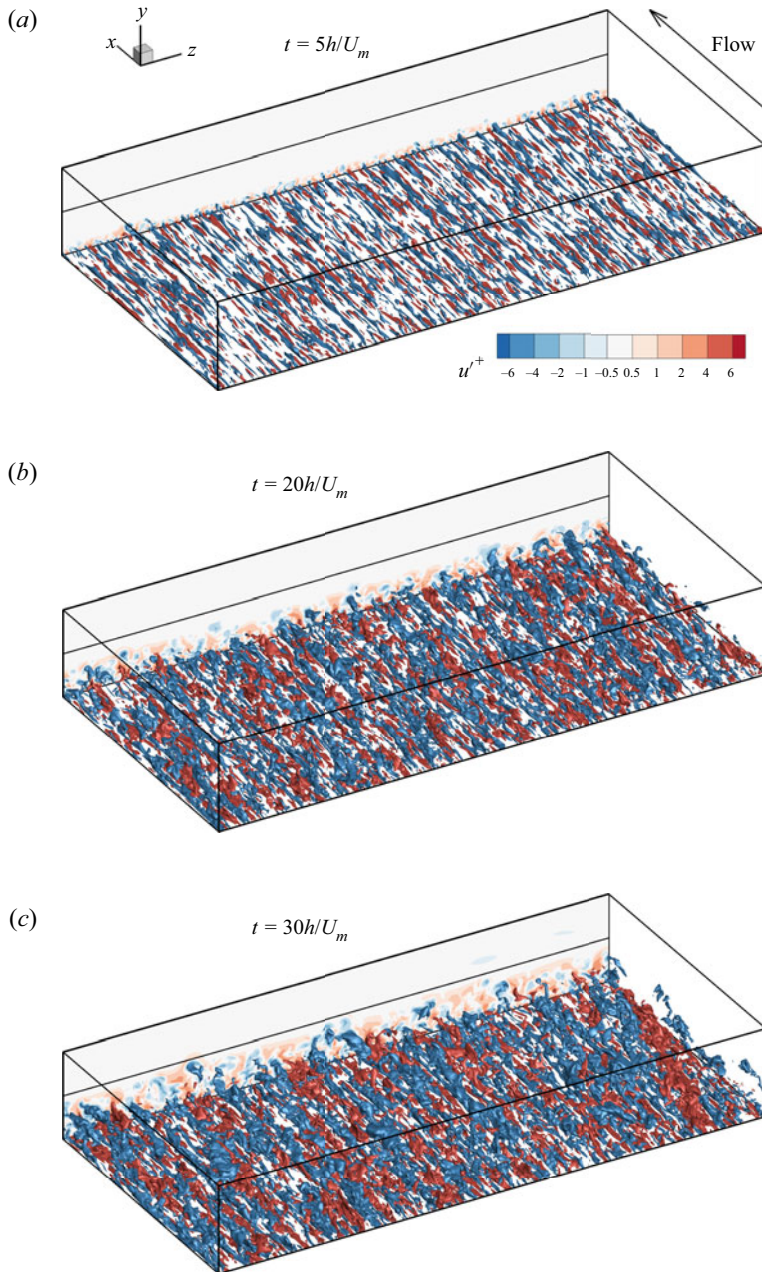 (a)
y
x
z
t = 5h/U_m
Flow
u′+
−6 −4 −2 −1 −0.5 0.5 1 2 4 6
(b)
t = 20h/U_m
(c)
t = 30h/U_m